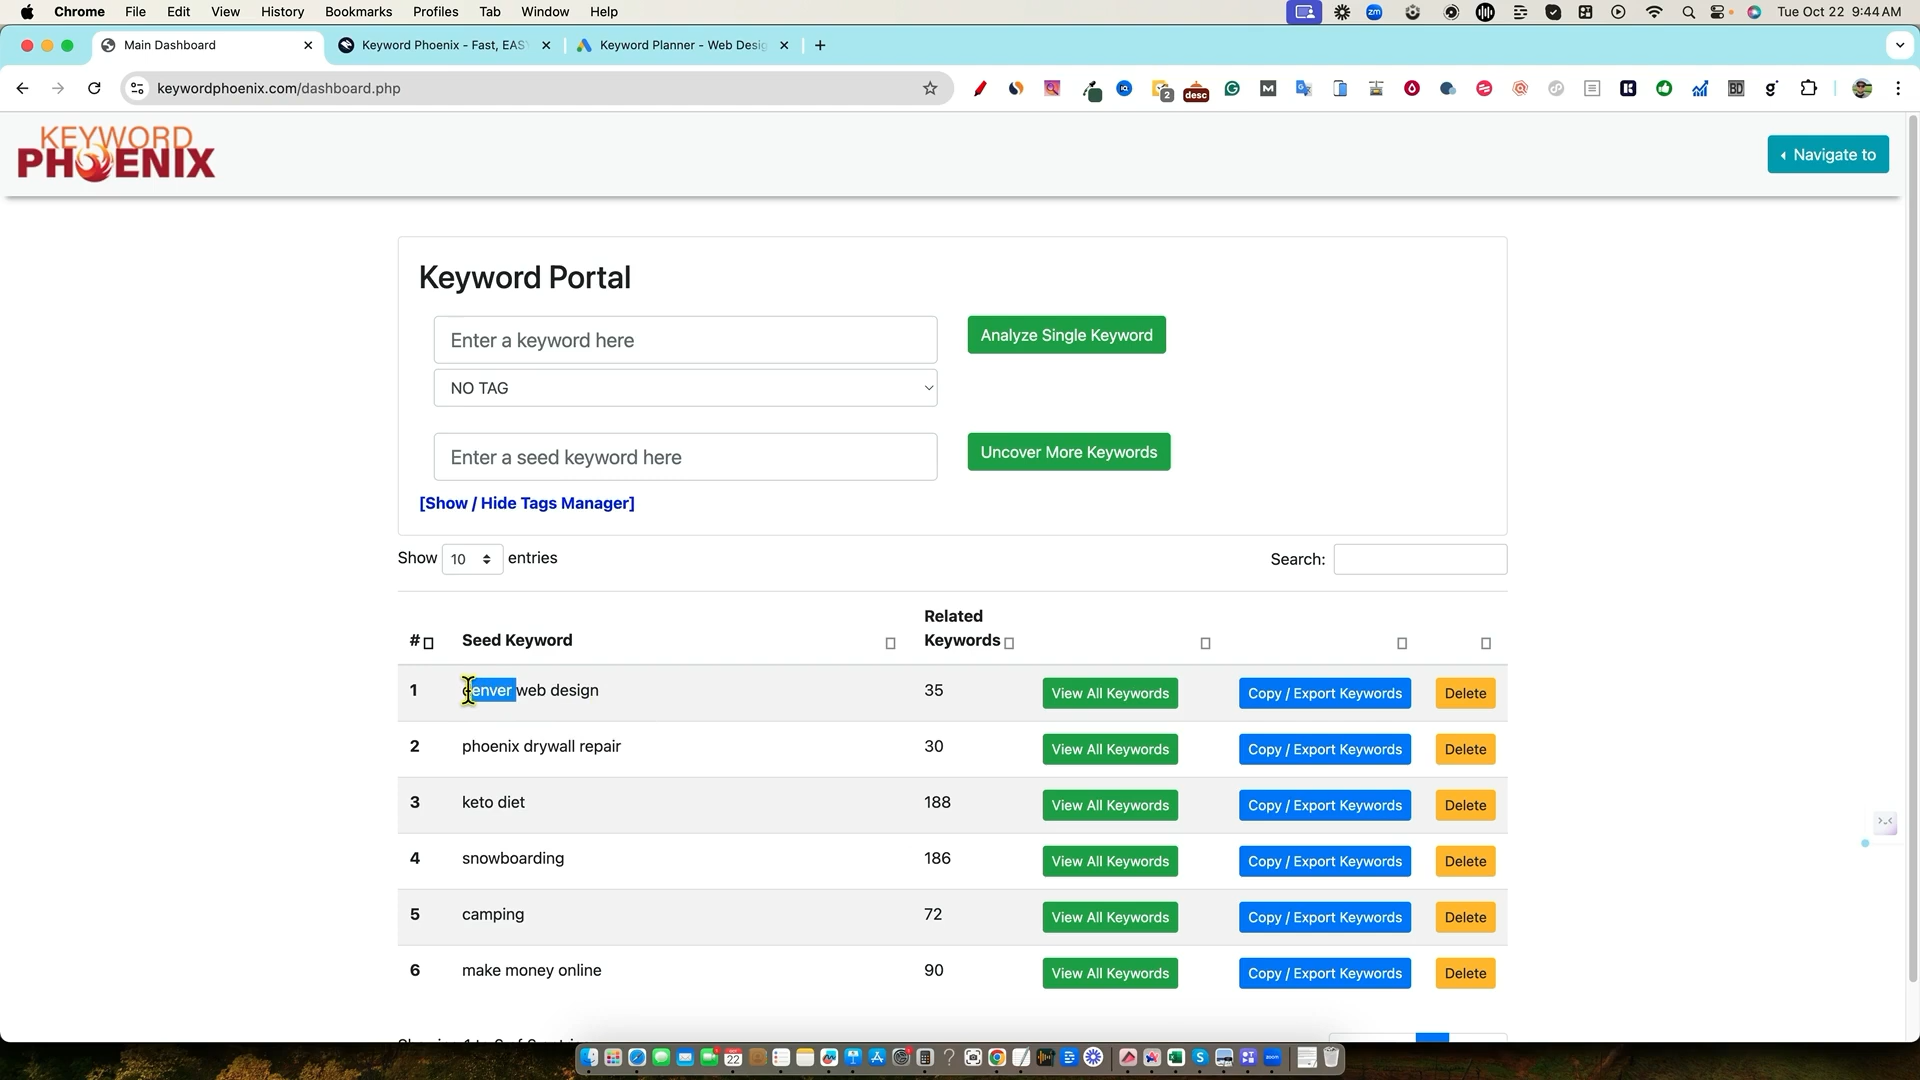 Chrome File Edit View History Bookmarks Profiles Tab Window Help Tue Oct 22 9:44 AM
Main Dashboard Keyword Phoenix - Fast, EAS Keyword Planner - Web Desig
keywordphoenix.com/dashboard.php
KEYWORD
PHOENIX
Navigate to
Keyword Portal
Enter a keyword here Analyze Single Keyword
NO TAG
Enter a seed keyword here Uncover More Keywords
[Show / Hide Tags Manager]
Show 10 entries Search:
# Seed Keyword Related Keywords
1 denver web design 35 View All Keywords Copy / Export Keywords Delete
2 phoenix drywall repair 30 View All Keywords Copy / Export Keywords Delete
3 keto diet 188 View All Keywords Copy / Export Keywords Delete
4 snowboarding 186 View All Keywords Copy / Export Keywords Delete
5 camping 72 View All Keywords Copy / Export Keywords Delete
6 make money online 90 View All Keywords Copy / Export Keywords Delete